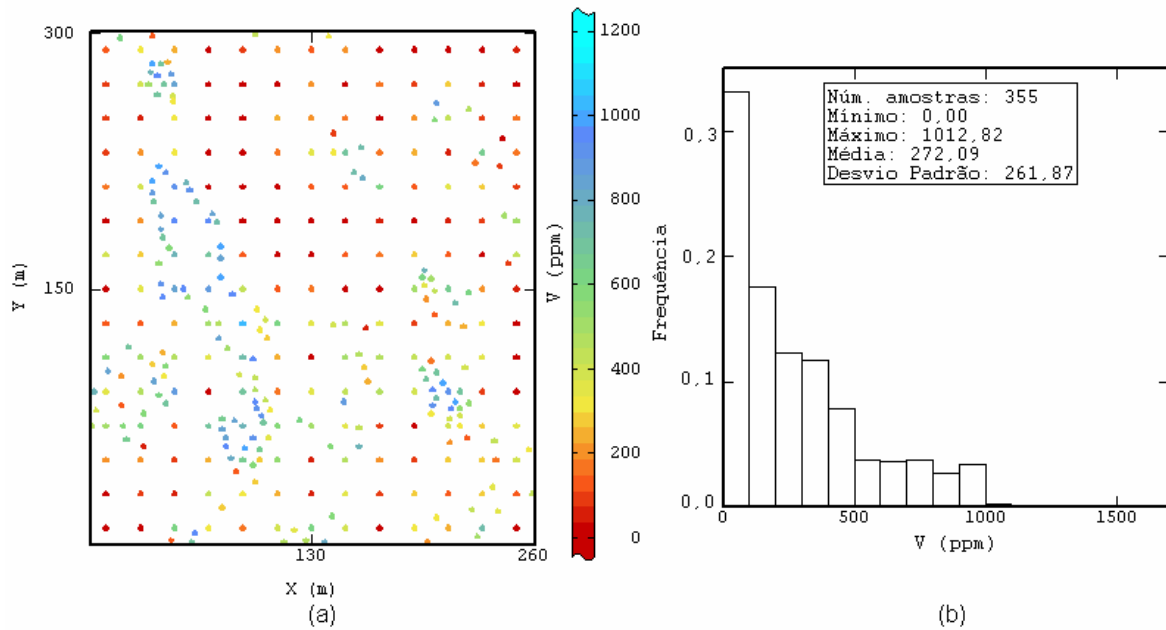 300
150
Y (m)
130
260
X (m)
(a)
1200
1000
800
600
400
200
0
V (ppm)
Núm. amostras: 355
Mínimo: 0,00
Máximo: 1012,82
Média: 272,09
Desvio Padrão: 261,87
0,3
0,2
0,1
0,0
Frequência
0
500
1000
1500
V (ppm)
(b)